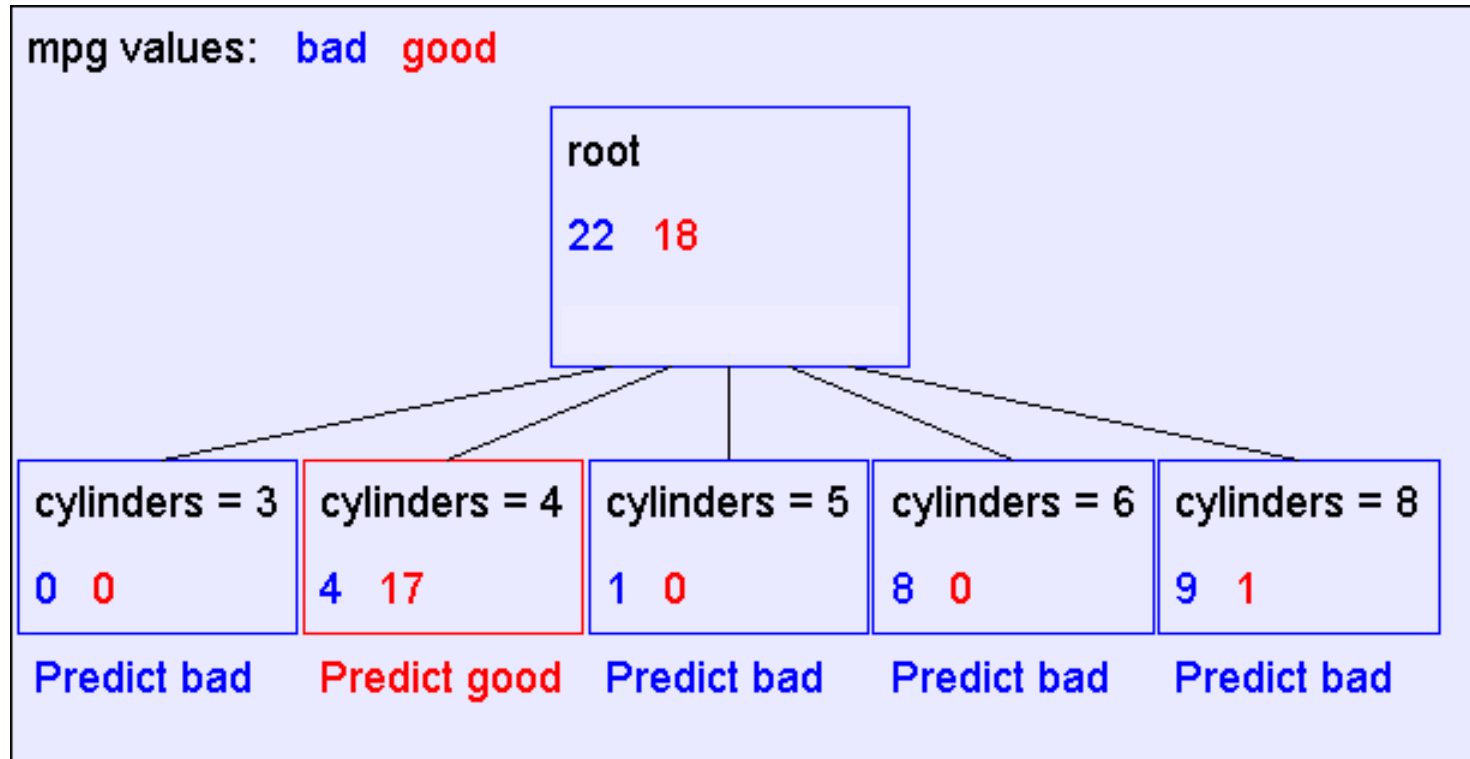 mpg values: bad good
root
22 18
cylinders = 3 cylinders = 4 cylinders = 5 cylinders = 6 cylinders = 8
0 0 4 17 1 0 8 0 9 1
Predict bad Predict good Predict bad Predict bad Predict bad